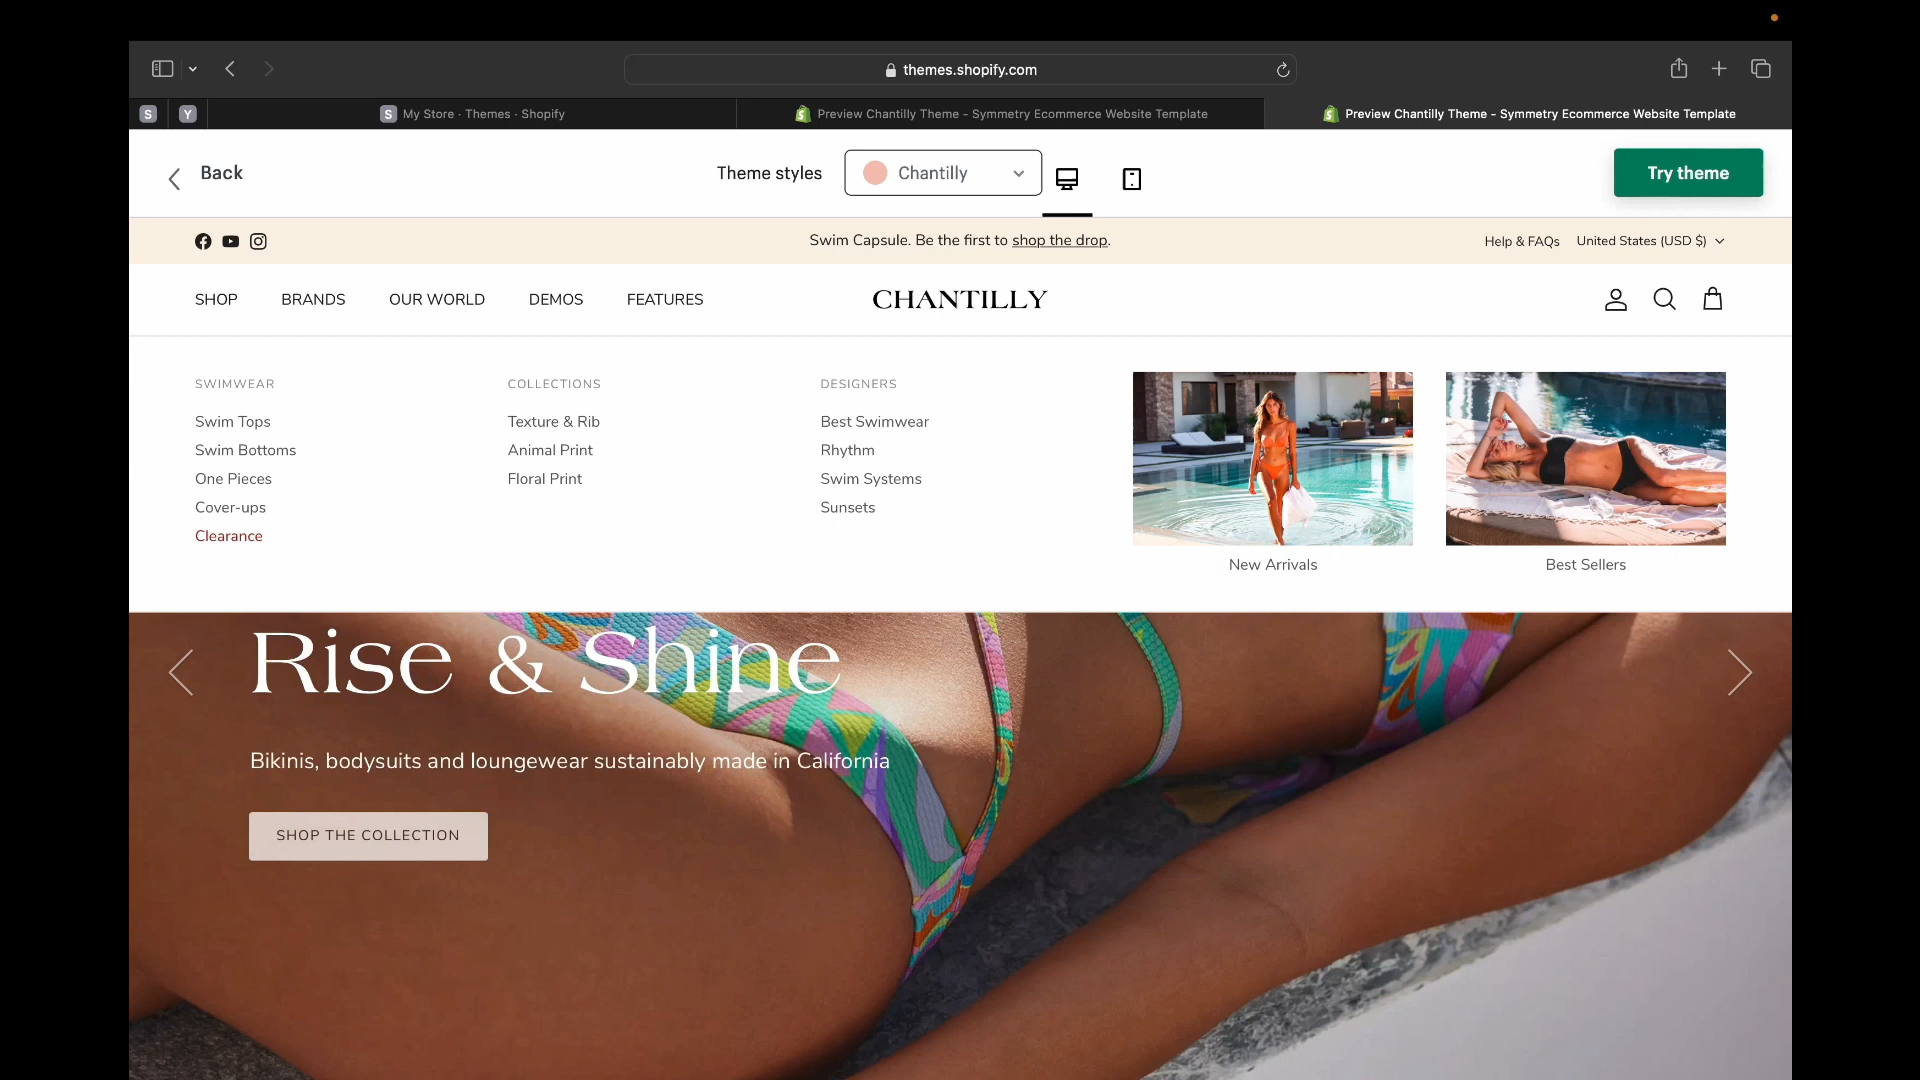 themes.shopify.com
S
Y
S My Store · Themes · Shopify
Preview Chantilly Theme - Symmetry Ecommerce Website Template
Preview Chantilly Theme - Symmetry Ecommerce Website Template
Back
Theme styles
Chantilly
Try theme
Swim Capsule. Be the first to shop the drop.
Help & FAQs
United States (USD $)
SHOP
BRANDS
OUR WORLD
DEMOS
FEATURES
CHANTILLY
SWIMWEAR
Swim Tops
Swim Bottoms
One Pieces
Cover-ups
Clearance
COLLECTIONS
Texture & Rib
Animal Print
Floral Print
DESIGNERS
Best Swimwear
Rhythm
Swim Systems
Sunsets
New Arrivals
Best Sellers
Rise & Shine
Bikinis, bodysuits and loungewear sustainably made in California
SHOP THE COLLECTION